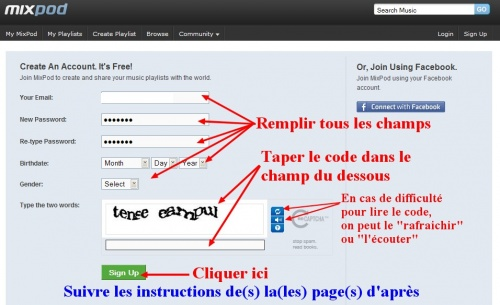 mixpod
Search Music
GO
My MixPod My Playlists Create Playlist Browse Community Login Sign Up
Create An Account. It's Free!
Join MixPod to create and share your music playlists with the world.
Or, Join Using Facebook.
Join MixPod using your Facebook account.
Connect with Facebook
Your Email:
New Password:
Re-type Password:
Birthdate: Month Day Year
Gender: Select
Type the two words:
Remplir tous les champs
Taper le code dans le
champ du dessous
En cas de difficulté
pour lire le code,
on peut le "rafraichir"
ou "l'écouter"
stop spam.
read books.
Sign Up
Cliquer ici
Suivre les instructions de(s) la(les) page(s) d'après